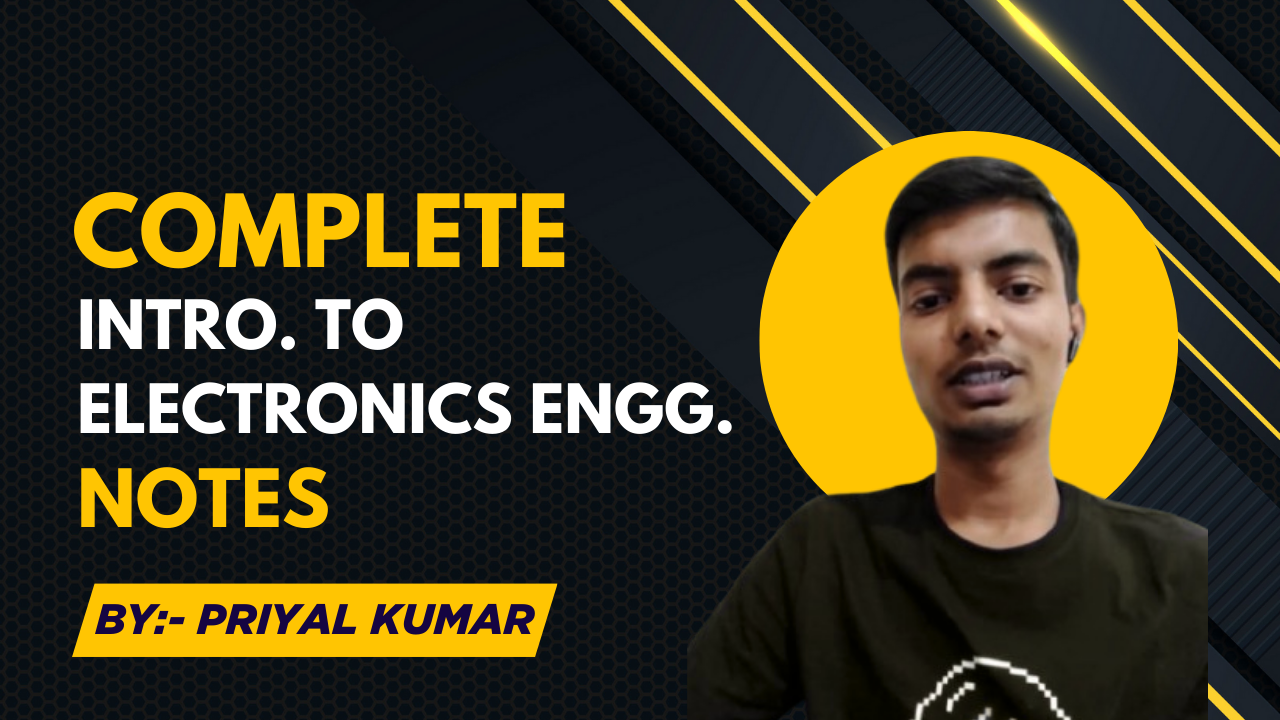 COMPLETE
INTRO. TO
ELECTRONICS ENGG.
NOTES
BY:- PRIYAL KUMAR